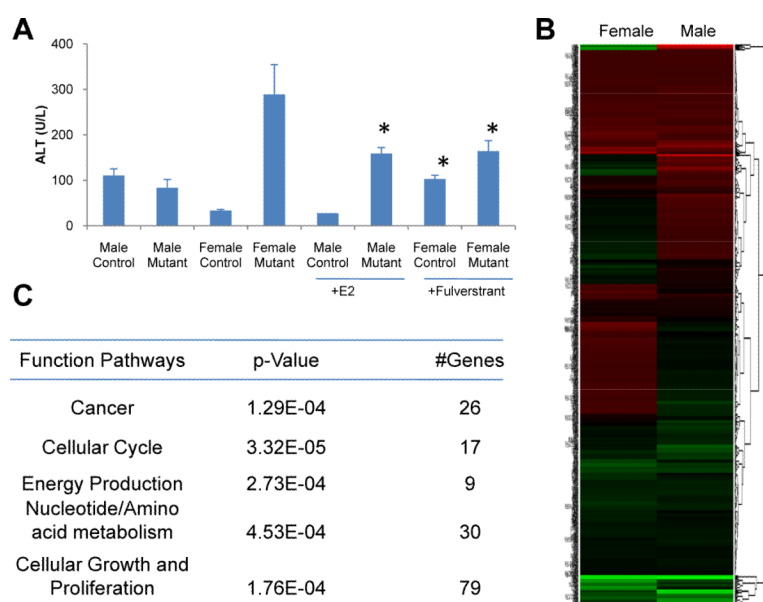 A
ALT (U/L)
400
300
200
100
0
*
*
*
Male Control
Male Mutant
Female Control
Female Mutant
Male Control
Male Mutant
Female Control
Female Mutant
+E2
+Fulverstrant
B
Female Male
C
Function Pathways p-Value #Genes
Cancer 1.29E-04 26
Cellular Cycle 3.32E-05 17
Energy Production 2.73E-04 9
Nucleotide/Amino
acid metabolism 4.53E-04 30
Cellular Growth and
Proliferation 1.76E-04 79